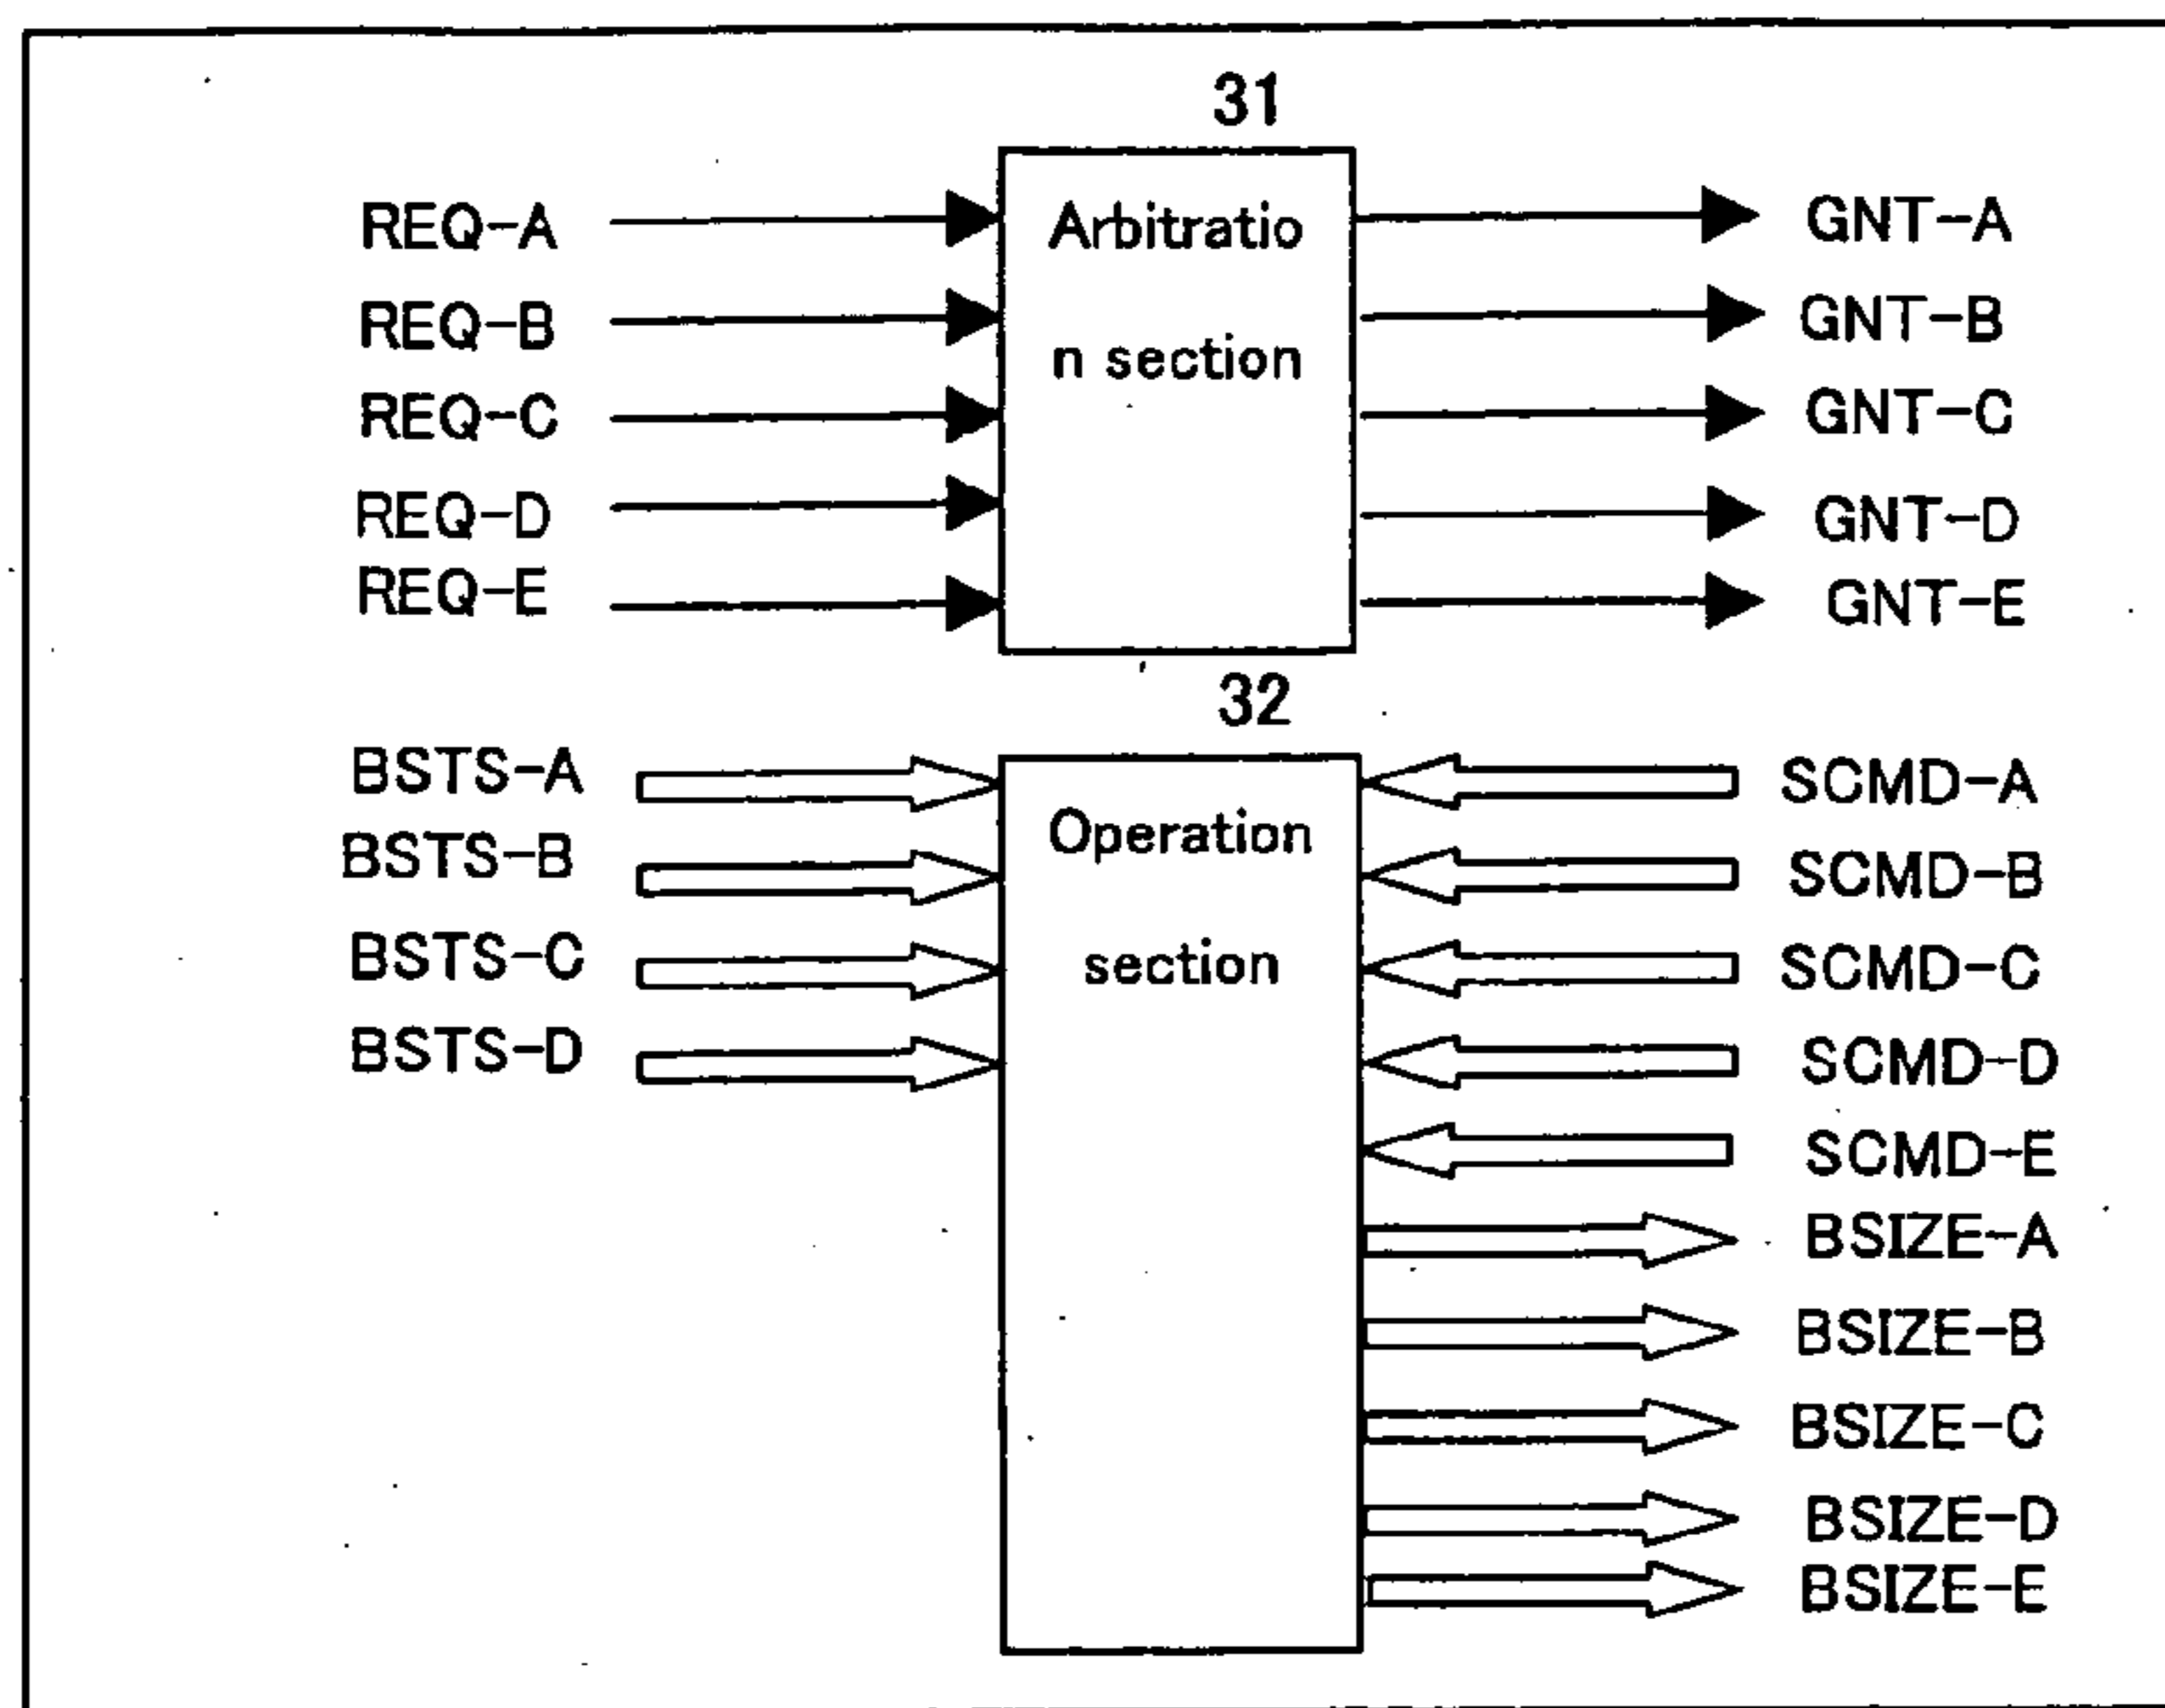 31
REQ-A
Arbitratio
GNT-A
REQ-B
GNT-B
n section
REQ-C
GNT-C
REQ-D
GNT-D
REQ-E
GNT-E
32
BSTS-A
SCMD-A
Operation
BSTS-B
SCMD-B
BSTS-C
section
SCMD-C
BSTS-D
SCMD-D
SCMD-E
BSIZE-A
BSIZE-B
BSIZE-C
BSIZE-D
BSIZE-E